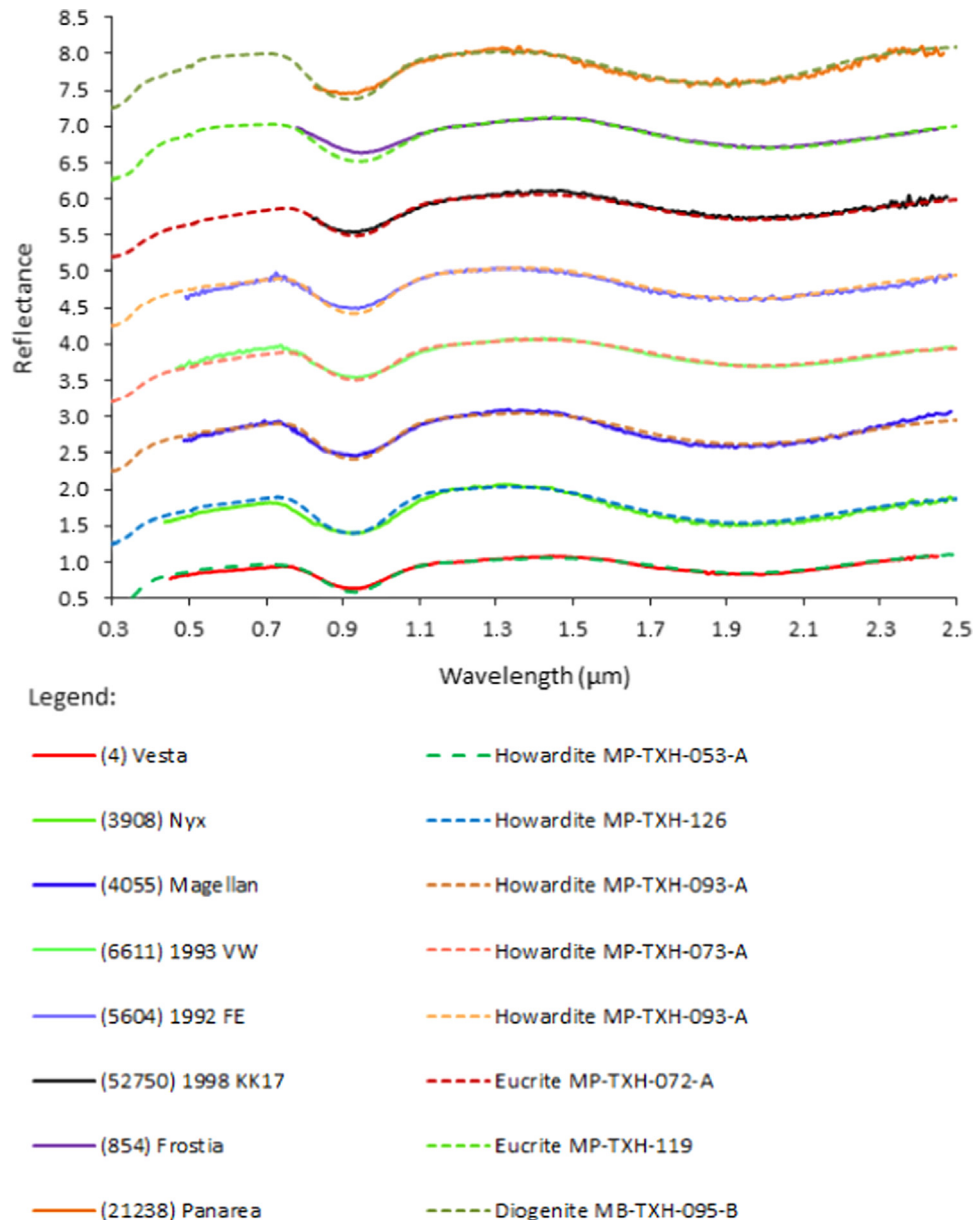 8.5
8.0
7.5
7.0
6.5
6.0
5.5
5.0
4.5
4.0
3.5
3.0
2.5
2.0
1.5
1.0
0.5
Reflectance
0.3 0.5 0.7 0.9 1.1 1.3 1.5 1.7 1.9 2.1 2.3 2.5
Wavelength (µm)
Legend:
(4) Vesta Howardite MP-TXH-053-A
(3908) Nyx Howardite MP-TXH-126
(4055) Magellan Howardite MP-TXH-093-A
(6611) 1993 VW Howardite MP-TXH-073-A
(5604) 1992 FE Howardite MP-TXH-093-A
(52750) 1998 KK17 Eucrite MP-TXH-072-A
(854) Frostia Eucrite MP-TXH-119
(21238) Panarea Diogenite MB-TXH-095-B